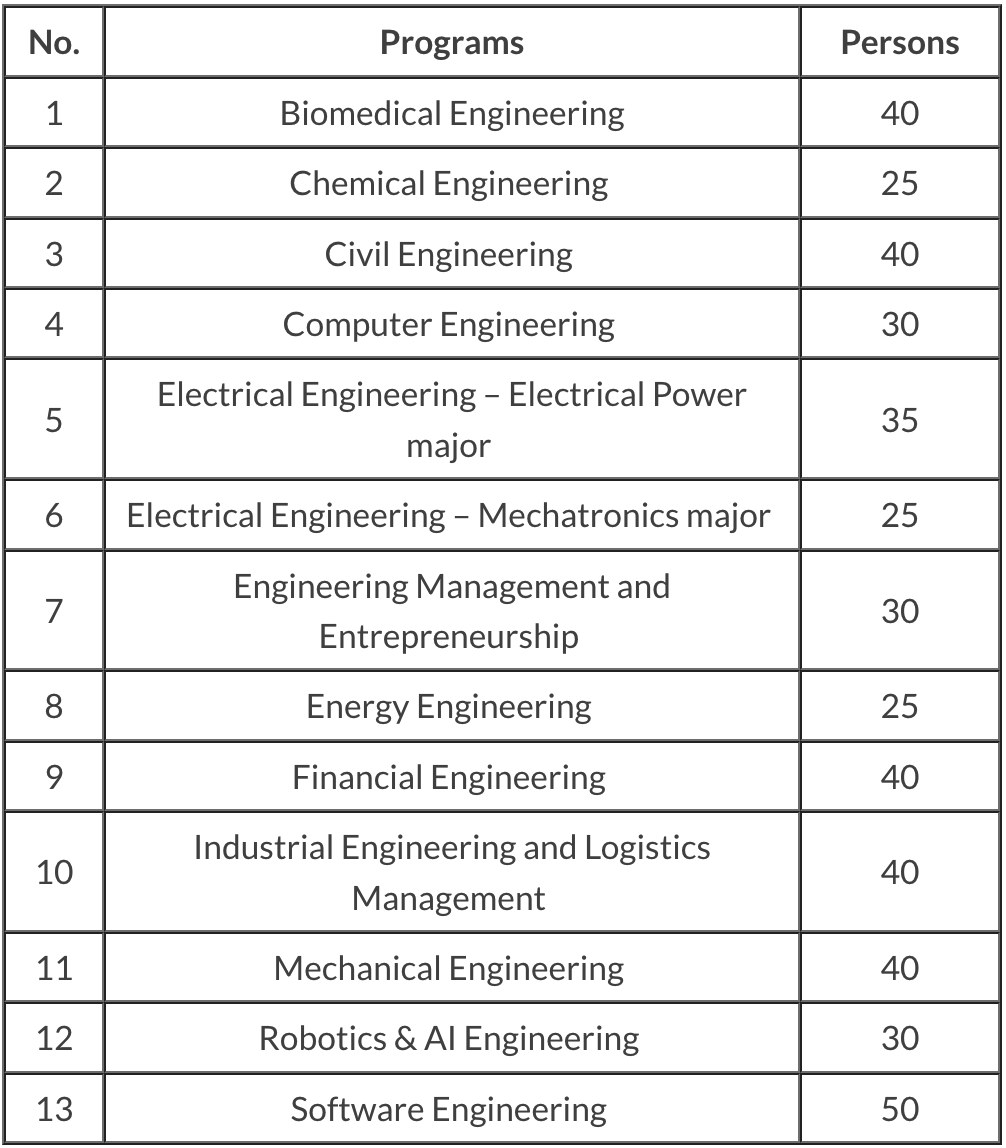 No. Programs Persons
1 Biomedical Engineering 40
2 Chemical Engineering 25
3 Civil Engineering 40
4 Computer Engineering 30
5 Electrical Engineering – Electrical Power
major 35
6 Electrical Engineering – Mechatronics major 25
7 Engineering Management and
Entrepreneurship 30
8 Energy Engineering 25
9 Financial Engineering 40
10 Industrial Engineering and Logistics
Management 40
11 Mechanical Engineering 40
12 Robotics & AI Engineering 30
13 Software Engineering 50